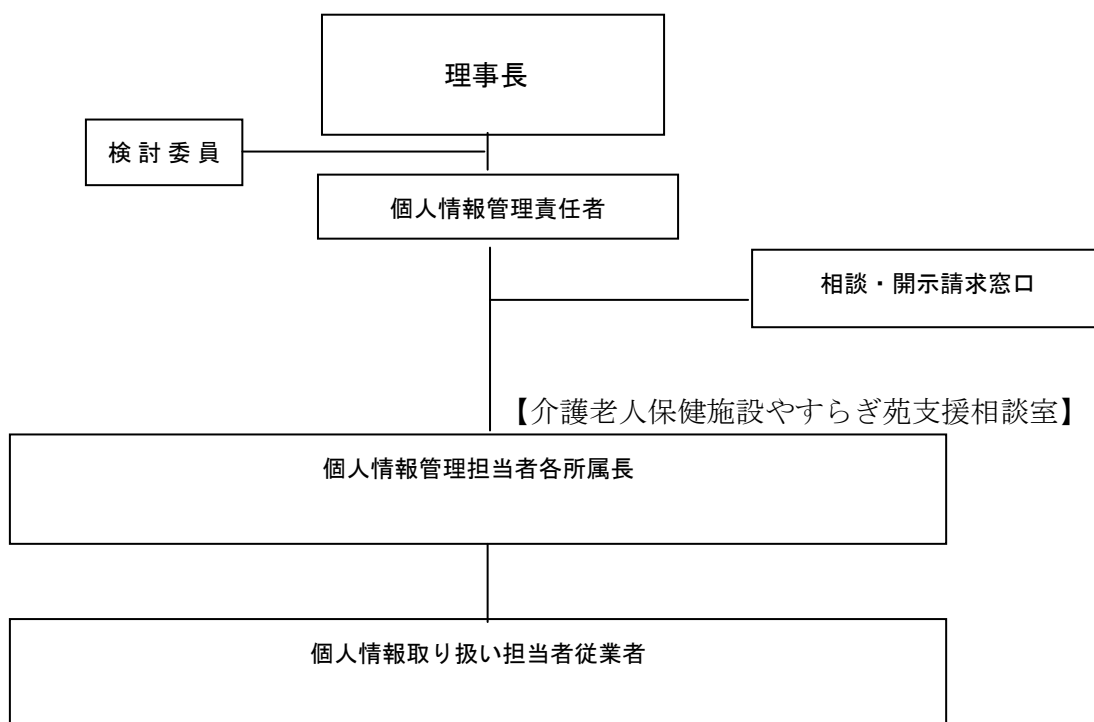 理事長
検 討 委 員
個人情報管理責任者
相談・開示請求窓口
【介護老人保健施設やすらぎ苑支援相談室】
個人情報管理担当者各所属長
個人情報取り扱い担当者従業者